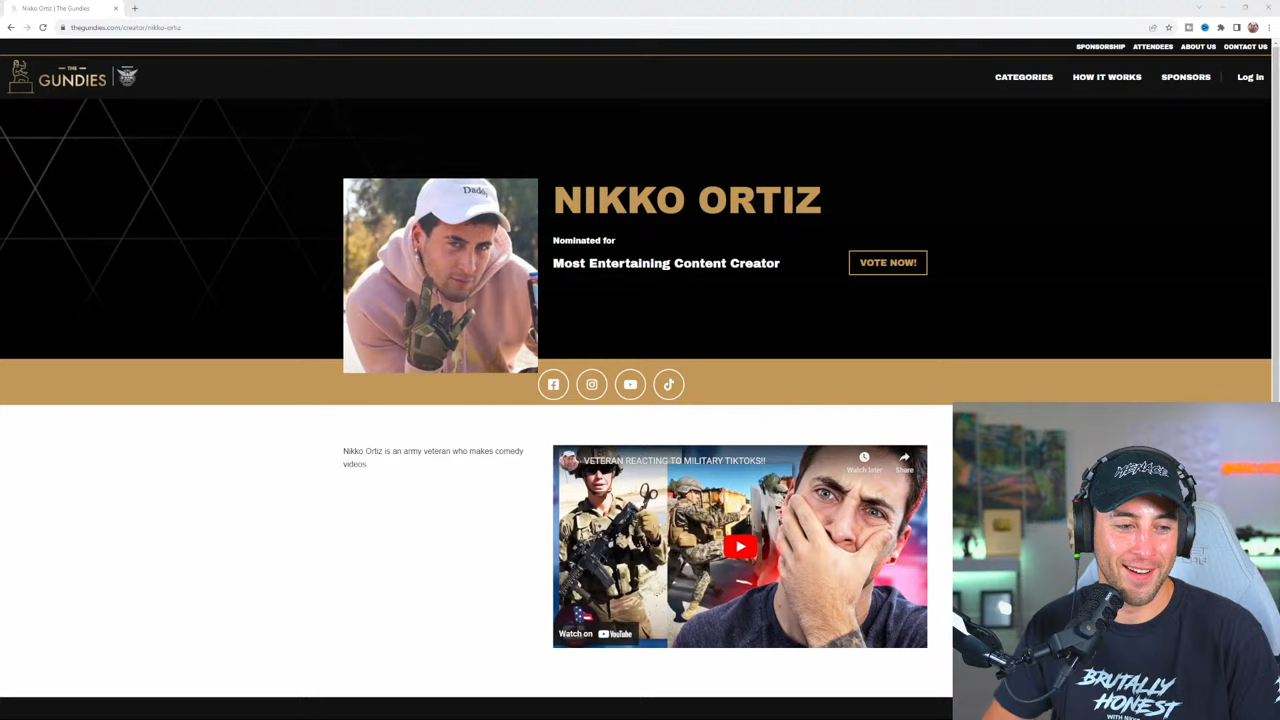 Nikko Ortiz | The Gundies
thegundies.com/creator/nikko-ortiz
SPONSORSHIP ATTENDEES ABOUT US CONTACT US
THE
GUNDIES
CATEGORIES HOW IT WORKS SPONSORS Log in
Daddy
NIKKO ORTIZ
Nominated for
Most Entertaining Content Creator
VOTE NOW!
Nikko Ortiz is an army veteran who makes comedy
videos.
VETERAN REACTING TO MILITARY TIKTOKS!!
Watch later
Share
Watch on YouTube
MENACE
BRUTALLY
HONEST